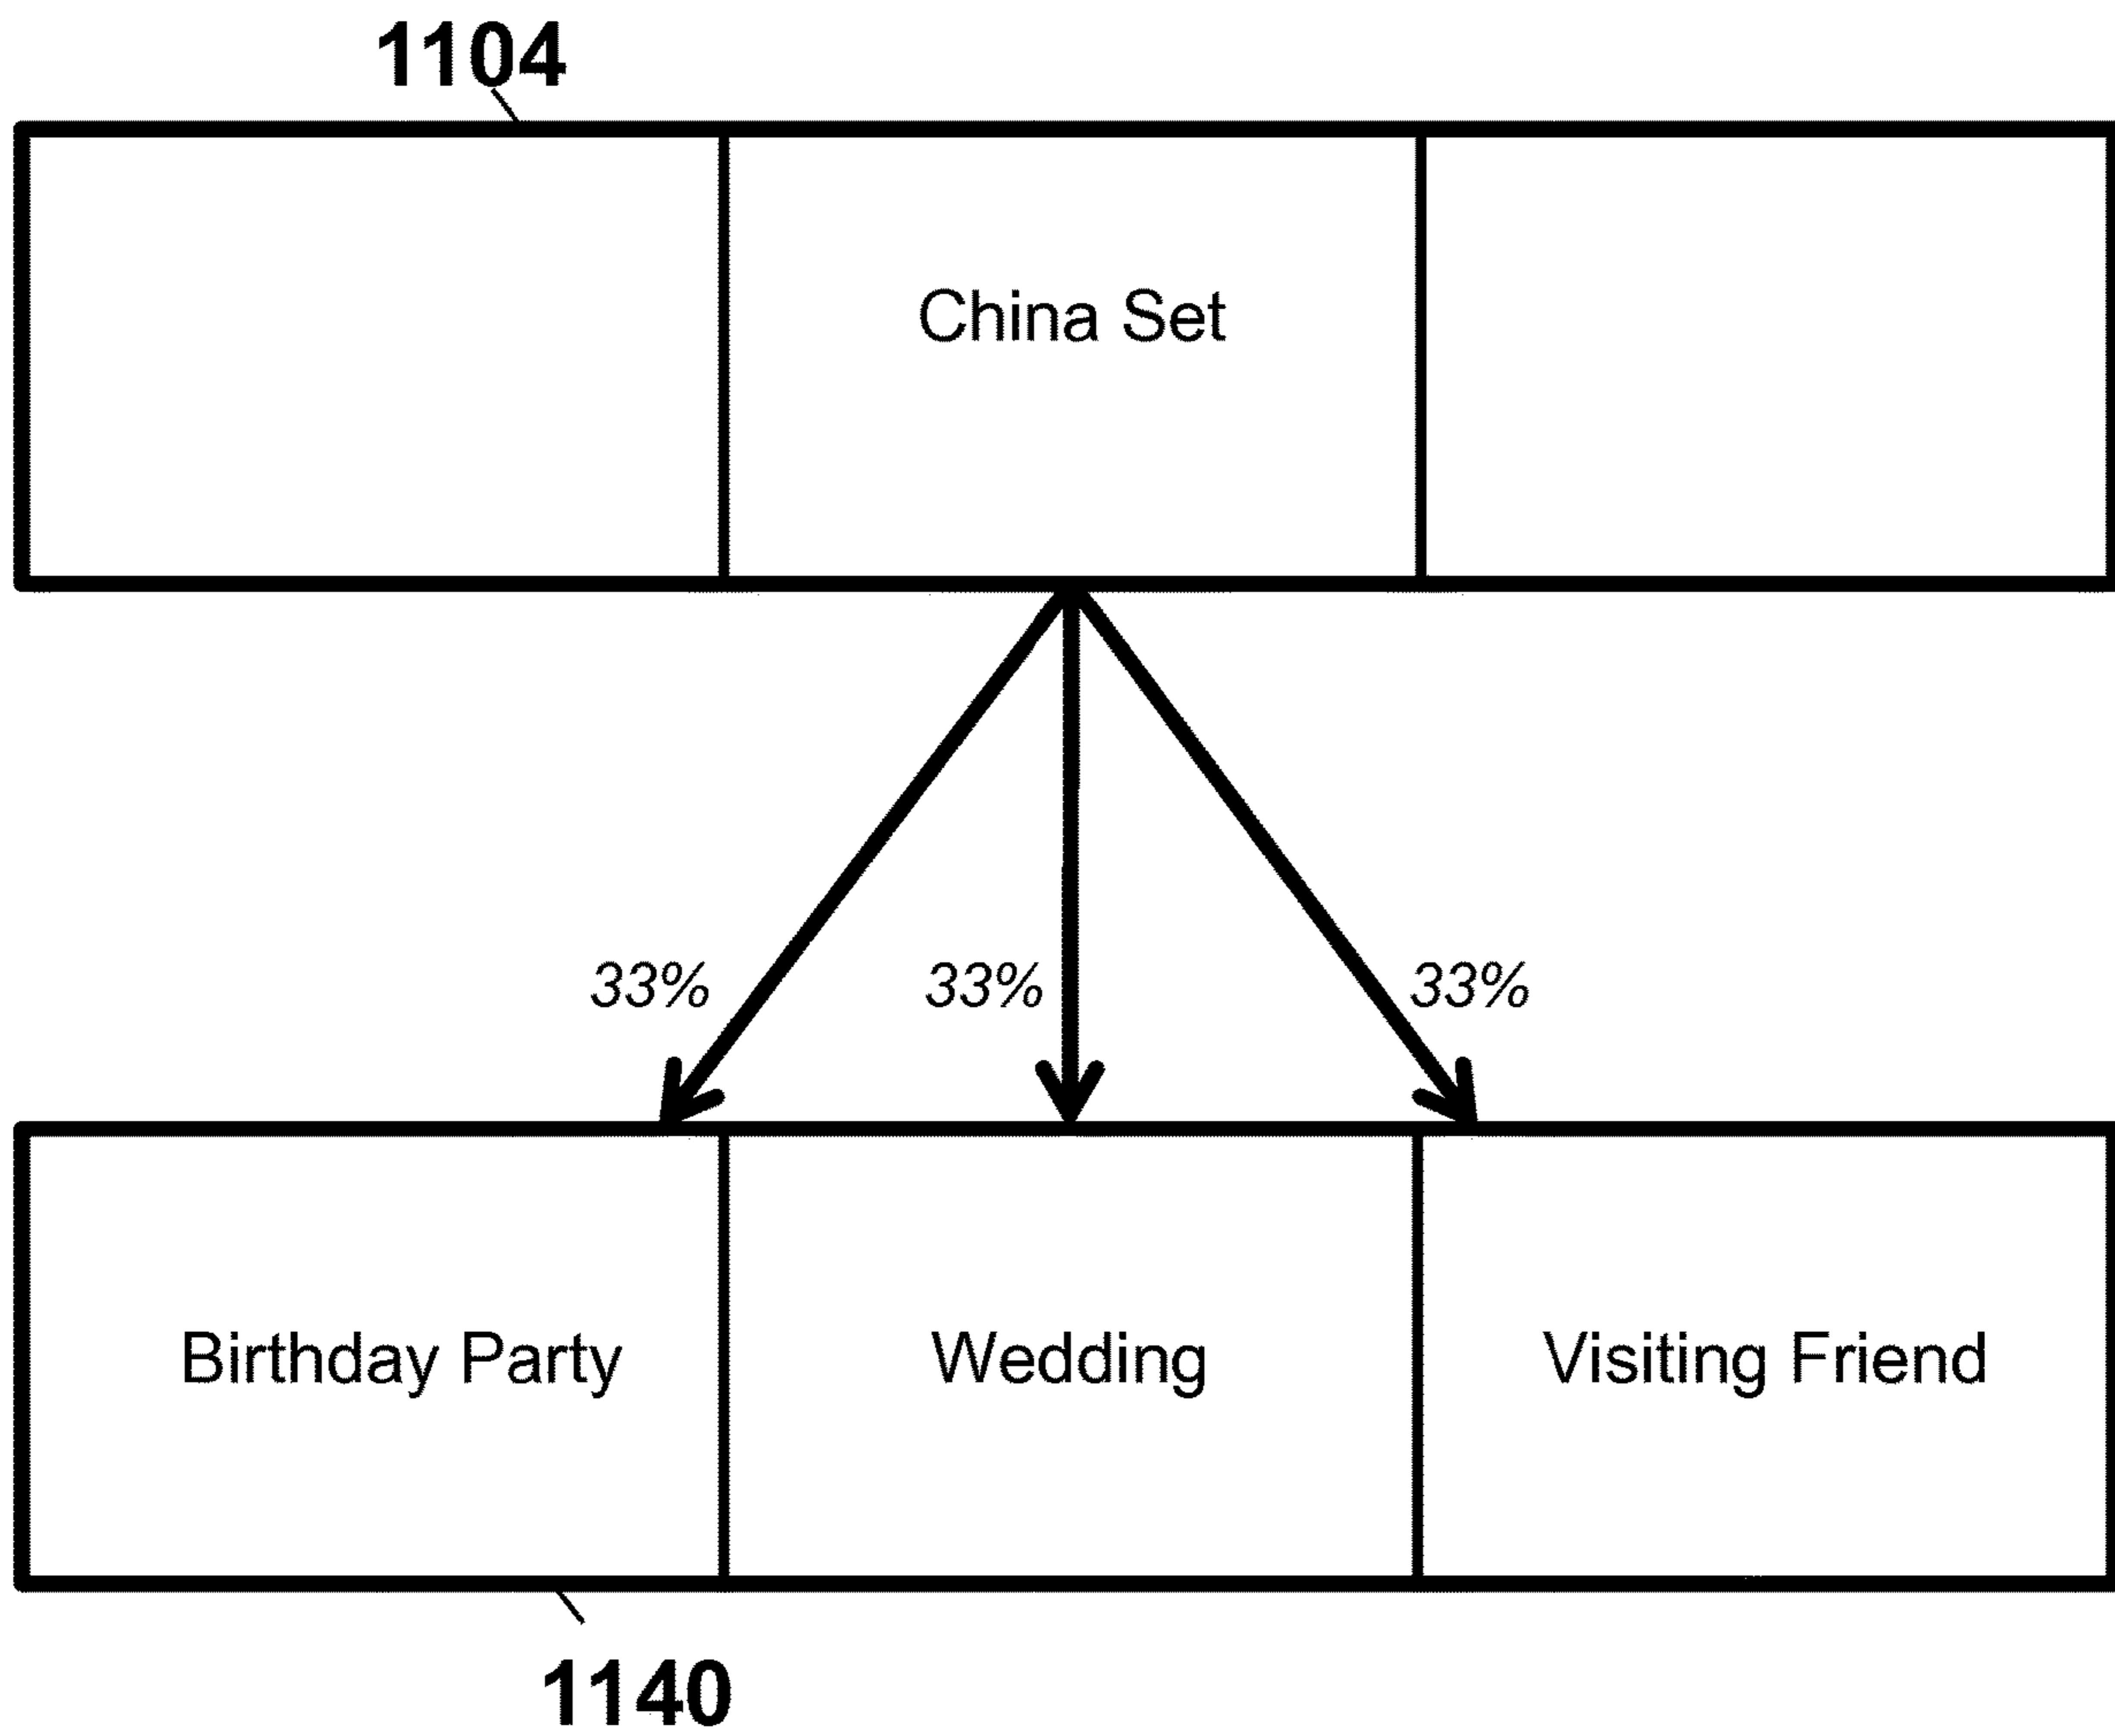 1104
China Set
33% 33% 33%
Birthday Party Wedding Visiting Friend
1140